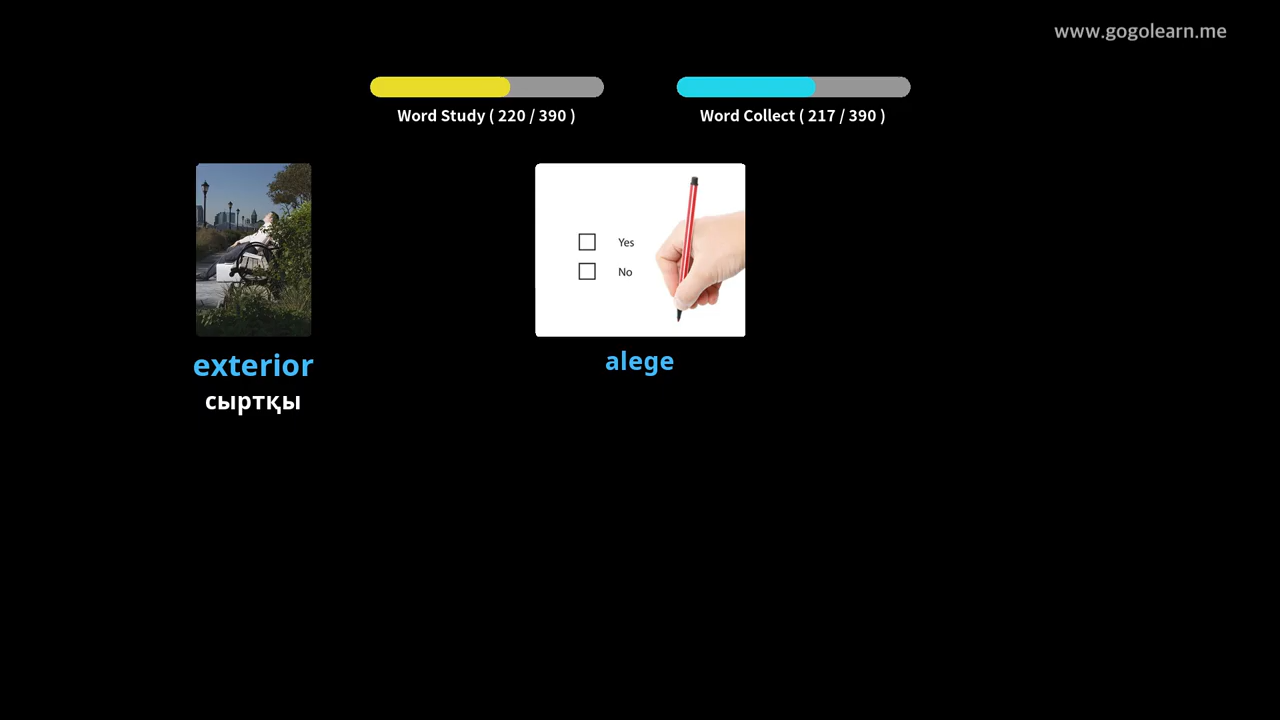 www.gogolearn.me
Word Study ( 220 / 390 )
Word Collect ( 217 / 390 )
Yes
No
exterior
сыртқы
alege